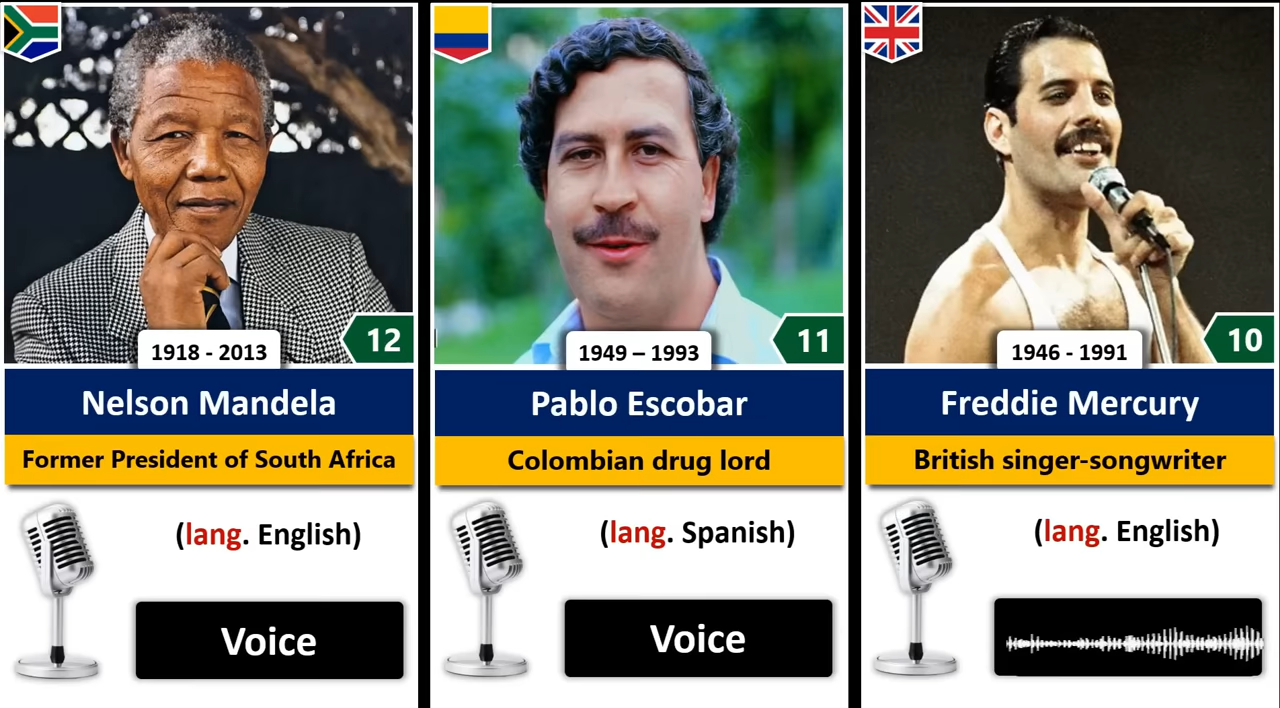 12
1918 - 2013
Nelson Mandela
Former President of South Africa
(lang. English)
Voice
11
1949 – 1993
Pablo Escobar
Colombian drug lord
(lang. Spanish)
Voice
10
1946 - 1991
Freddie Mercury
British singer-songwriter
(lang. English)